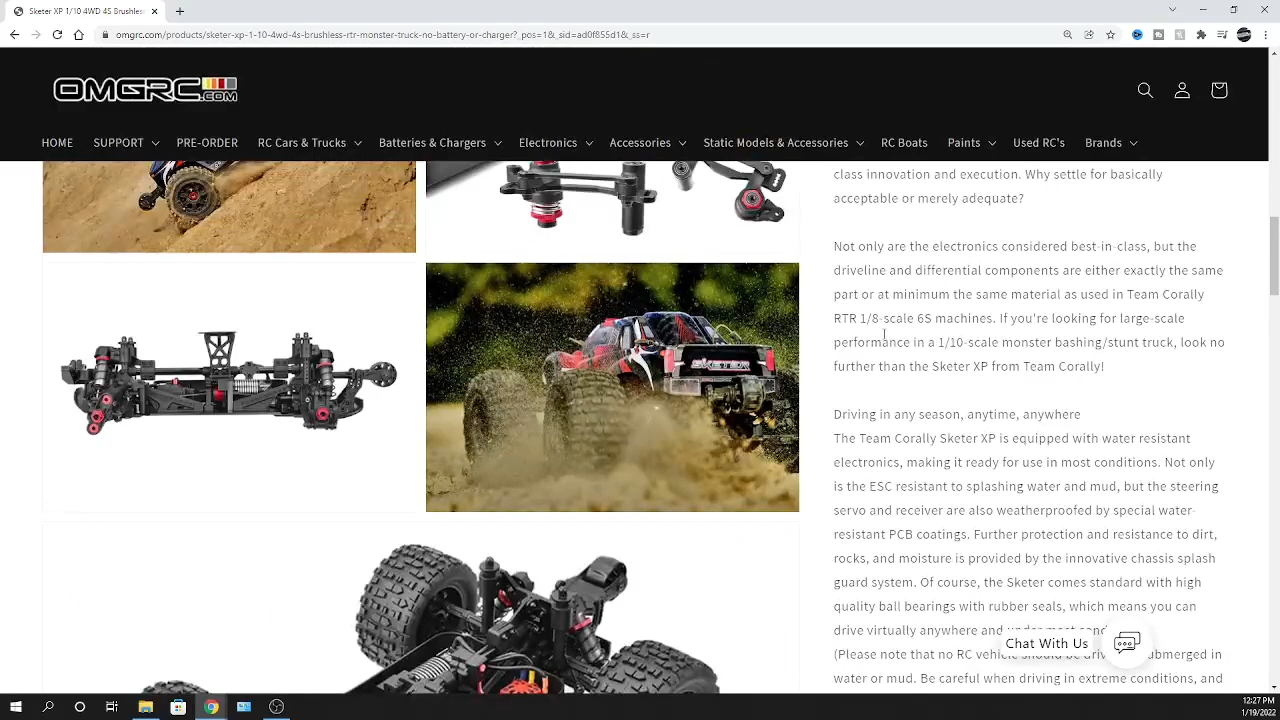 Sketer XP 1/10 4WD 4S Brushles
omgrc.com/products/sketer-xp-1-10-4wd-4s-brushless-rtr-monster-truck-no-battery-or-charger?_pos=1&_sid=ad0f855d1&_ss=r
OMGRC.COM
HOME SUPPORT PRE-ORDER RC Cars & Trucks Batteries & Chargers Electronics Accessories Static Models & Accessories RC Boats Paints Used RC's Brands
class innovation and execution. Why settle for basically
acceptable or merely adequate?
Not only are the electronics considered best-in-class, but the
driveline and differential components are either exactly the same
part or at minimum the same material as used in Team Corally
RTR 1/8-scale 6S machines. If you're looking for large-scale
performance in a 1/10-scale monster bashing/stunt truck, look no
further than the Sketer XP from Team Corally!
Driving in any season, anytime, anywhere
The Team Corally Sketer XP is equipped with water resistant
electronics, making it ready for use in most conditions. Not only
is the ESC resistant to splashing water and mud, but the steering
servo and receiver are also weatherproofed by special water-
resistant PCB coatings. Further protection and resistance to dirt,
rocks, and moisture is provided by the innovative chassis splash
guard system. Of course, the Sketer comes standard with high
quality ball bearings with rubber seals, which means you can
drive virtually anywhere and
(Please note that no RC vehicle should be submerged in
water or mud. Be careful when driving in extreme conditions, and
SKETER
Chat With Us
12:27 PM
1/19/2022